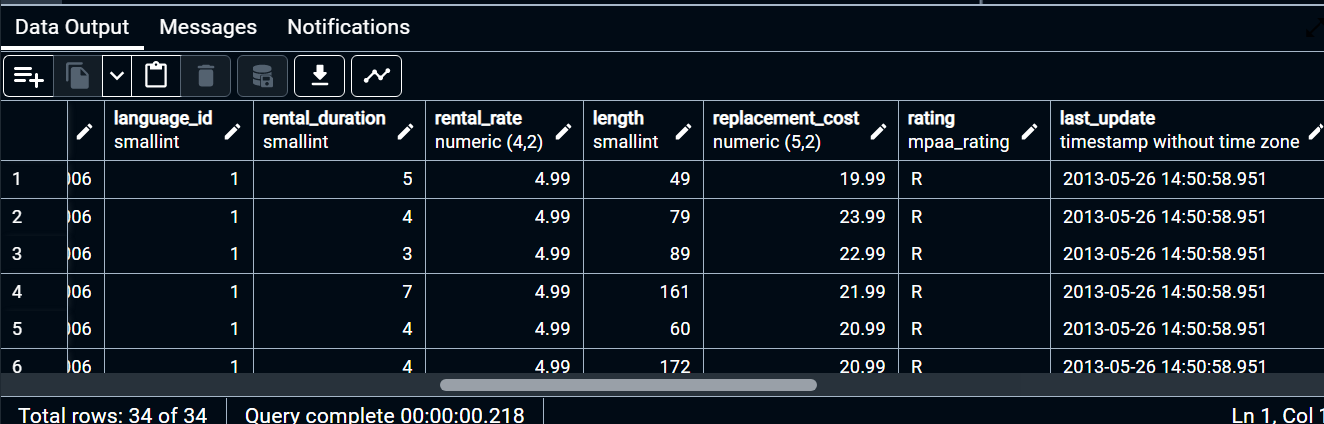 Data Output Messages Notifications
language_id rental_duration rental_rate length replacement_cost rating last_update
smallint smallint numeric (4,2) smallint numeric (5,2) mpaa_rating timestamp without time zone
1 006 1 5 4.99 49 19.99 R 2013-05-26 14:50:58.951
2 006 1 4 4.99 79 23.99 R 2013-05-26 14:50:58.951
3 006 1 3 4.99 89 22.99 R 2013-05-26 14:50:58.951
4 006 1 7 4.99 161 21.99 R 2013-05-26 14:50:58.951
5 006 1 4 4.99 60 20.99 R 2013-05-26 14:50:58.951
6 006 1 4 4.99 172 20.99 R 2013-05-26 14:50:58.951
Total rows: 34 of 34 Query complete 00:00:00.218 Ln 1, Col 1